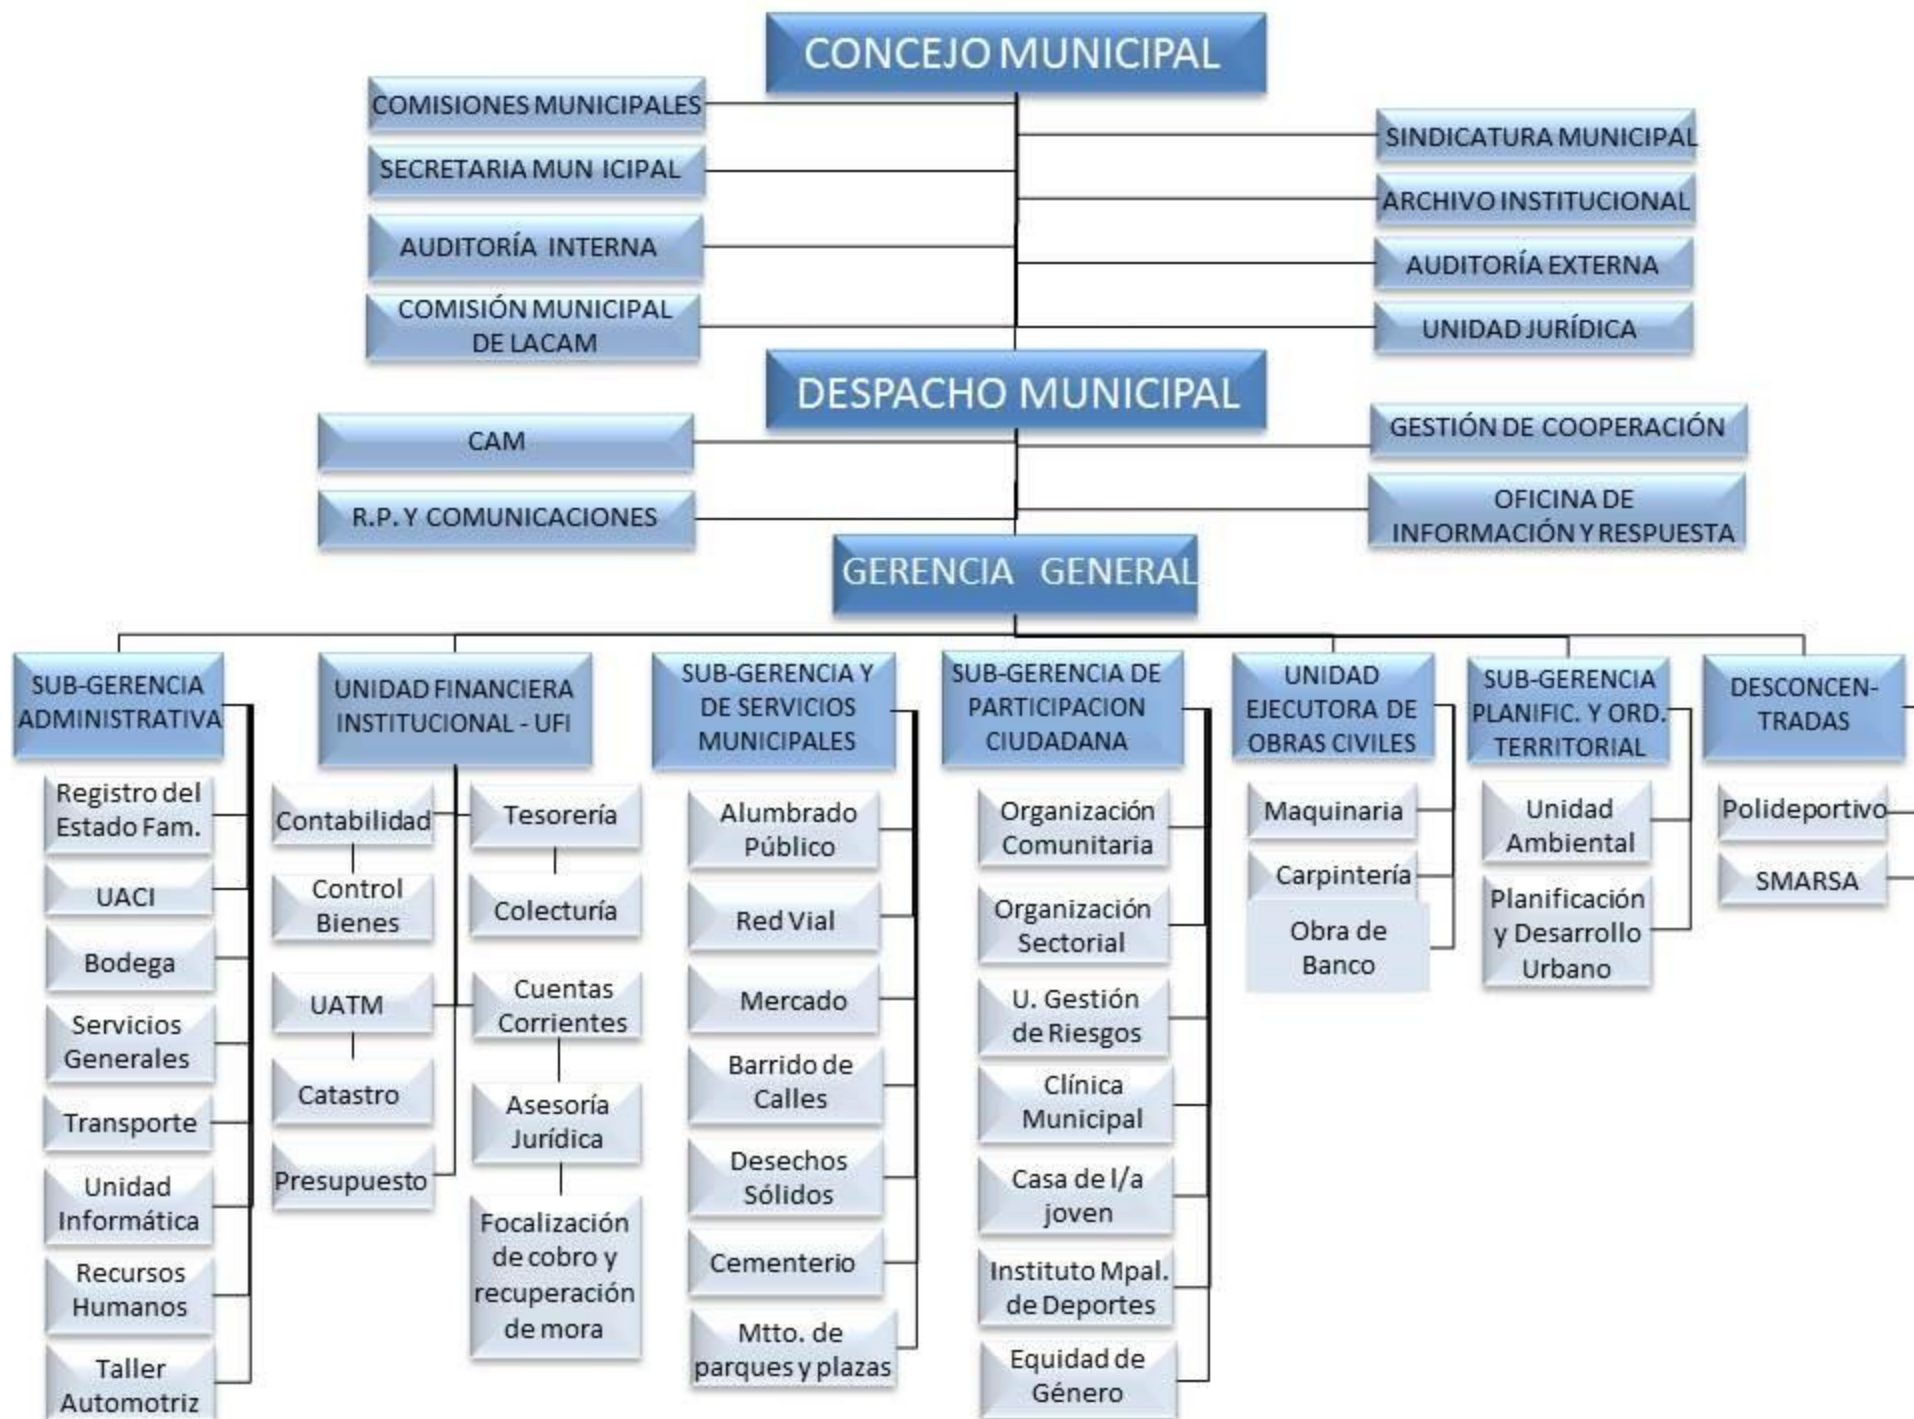 CONCEJO MUNICIPAL
COMISIONES MUNICIPALES
SINDICATURA MUNICIPAL
SECRETARIA MUN ICIPAL
ARCHIVO INSTITUCIONAL
AUDITORÍA INTERNA
AUDITORÍA EXTERNA
COMISIÓN MUNICIPAL
DE LACAM
UNIDAD JURÍDICA
DESPACHO MUNICIPAL
CAM
GESTIÓN DE COOPERACIÓN
R.P. Y COMUNICACIONES
OFICINA DE
INFORMACIÓN Y RESPUESTA
GERENCIA GENERAL
SUB-GERENCIA
ADMINISTRATIVA
Registro del
Estado Fam.
UACI
Bodega
Servicios
Generales
Transporte
Unidad
Informática
Recursos
Humanos
Taller
Automotriz
UNIDAD FINANCIERA
INSTITUCIONAL - UFI
Contabilidad
Control
Bienes
UATM
Catastro
Presupuesto
Tesorería
Colecturía
Cuentas
Corrientes
Asesoría
Jurídica
Focalización
de cobro y
recuperación
de mora
SUB-GERENCIA Y
DE SERVICIOS
MUNICIPALES
Alumbrado
Público
Red Vial
Mercado
Barrido de
Calles
Desechos
Sólidos
Cementerio
Mtto. de
parques y plazas
SUB-GERENCIA DE
PARTICIPACION
CIUDADANA
Organización
Comunitaria
Organización
Sectorial
U. Gestión
de Riesgos
Clínica
Municipal
Casa de l/a
joven
Instituto Mpal.
de Deportes
Equidad de
Género
UNIDAD
EJECUTORA DE
OBRAS CIVILES
Maquinaria
Carpintería
Obra de
Banco
SUB-GERENCIA
PLANIFIC. Y ORD.
TERRITORIAL
Unidad
Ambiental
Planificación
y Desarrollo
Urbano
DESCONCEN-
TRADAS
Polideportivo
SMARSA